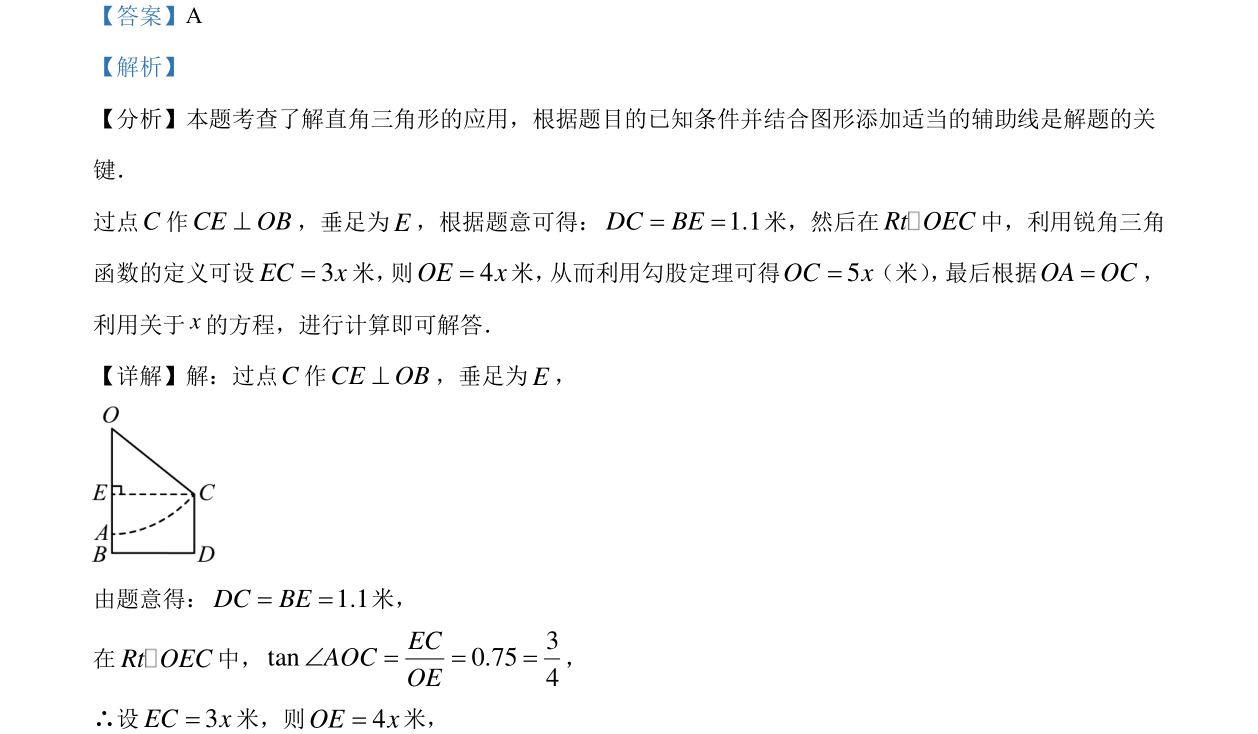 【答案】A
【解析】
【分析】本题考查了解直角三角形的应用，根据题目的已知条件并结合图形添加适当的辅助线是解题的关
键．
过点C作CE⊥OB，垂足为E，根据题意可得：DC=BE=1.1米，然后在Rt□OEC中，利用锐角三角
函数的定义可设EC=3x米，则OE=4x米，从而利用勾股定理可得OC=5x（米），最后根据OA=OC，
利用关于x的方程，进行计算即可解答．
【详解】解：过点C作CE⊥OB，垂足为E，
O
E C
A
B D
由题意得：DC=BE=1.1米，
在Rt□OEC中，tan∠AOC=EC/OE=0.75=3/4，
∴设EC=3x米，则OE=4x米，